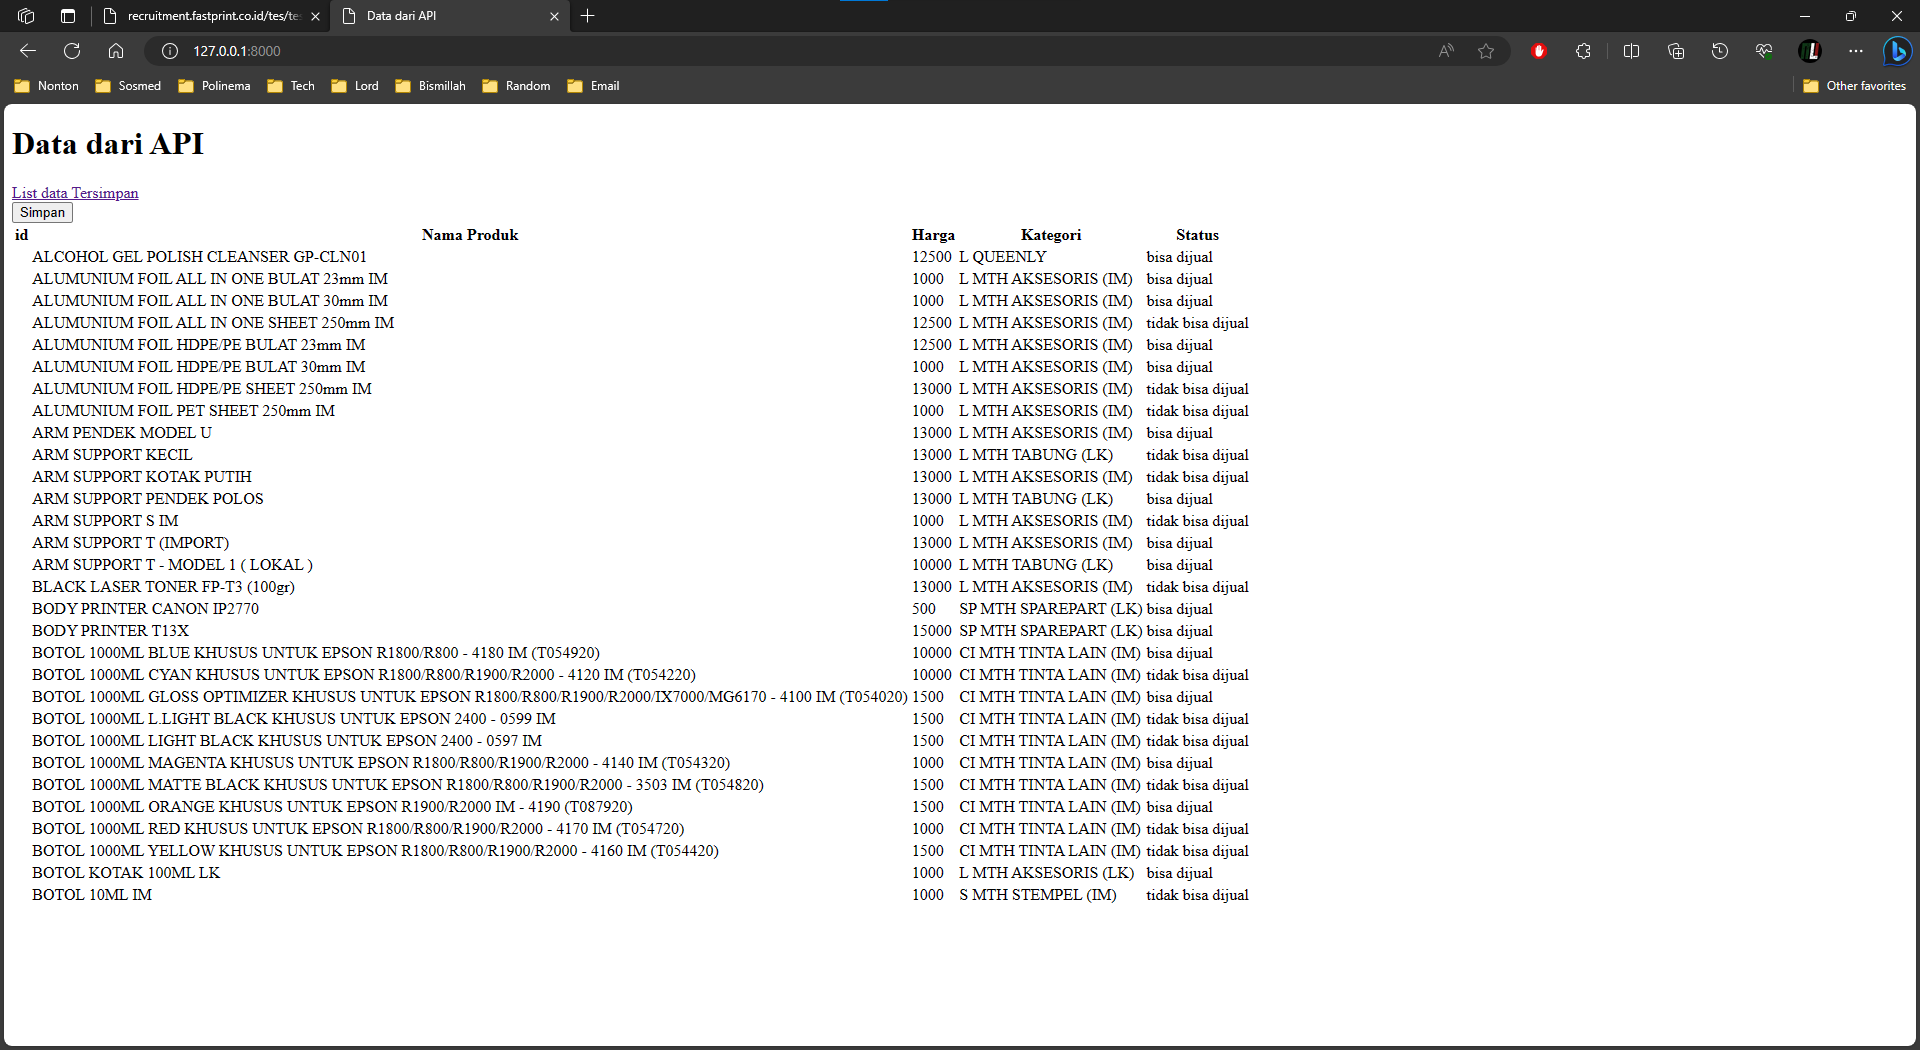 recruitment.fastprint.co.id/tes/te
Data dari API
127.0.0.1:8000
Nonton Sosmed Polinema Tech Lord Bismillah Random Email Other favorites
Data dari API
List data Tersimpan
Simpan
id Nama Produk Harga Kategori Status
ALCOHOL GEL POLISH CLEANSER GP-CLN01 12500 L QUEENLY bisa dijual
ALUMUNIUM FOIL ALL IN ONE BULAT 23mm IM 1000 L MTH AKSESORIS (IM) bisa dijual
ALUMUNIUM FOIL ALL IN ONE BULAT 30mm IM 1000 L MTH AKSESORIS (IM) bisa dijual
ALUMUNIUM FOIL ALL IN ONE SHEET 250mm IM 12500 L MTH AKSESORIS (IM) tidak bisa dijual
ALUMUNIUM FOIL HDPE/PE BULAT 23mm IM 12500 L MTH AKSESORIS (IM) bisa dijual
ALUMUNIUM FOIL HDPE/PE BULAT 30mm IM 1000 L MTH AKSESORIS (IM) bisa dijual
ALUMUNIUM FOIL HDPE/PE SHEET 250mm IM 13000 L MTH AKSESORIS (IM) tidak bisa dijual
ALUMUNIUM FOIL PET SHEET 250mm IM 1000 L MTH AKSESORIS (IM) tidak bisa dijual
ARM PENDEK MODEL U 13000 L MTH AKSESORIS (IM) bisa dijual
ARM SUPPORT KECIL 13000 L MTH TABUNG (LK) tidak bisa dijual
ARM SUPPORT KOTAK PUTIH 13000 L MTH AKSESORIS (IM) tidak bisa dijual
ARM SUPPORT PENDEK POLOS 13000 L MTH TABUNG (LK) bisa dijual
ARM SUPPORT S IM 1000 L MTH AKSESORIS (IM) tidak bisa dijual
ARM SUPPORT T (IMPORT) 13000 L MTH AKSESORIS (IM) bisa dijual
ARM SUPPORT T - MODEL 1 ( LOKAL ) 10000 L MTH TABUNG (LK) bisa dijual
BLACK LASER TONER FP-T3 (100gr) 13000 L MTH AKSESORIS (IM) tidak bisa dijual
BODY PRINTER CANON IP2770 500 SP MTH SPAREPART (LK) bisa dijual
BODY PRINTER T13X 15000 SP MTH SPAREPART (LK) bisa dijual
BOTOL 1000ML BLUE KHUSUS UNTUK EPSON R1800/R800 - 4180 IM (T054920) 10000 CI MTH TINTA LAIN (IM) bisa dijual
BOTOL 1000ML CYAN KHUSUS UNTUK EPSON R1800/R800/R1900/R2000 - 4120 IM (T054220) 10000 CI MTH TINTA LAIN (IM) tidak bisa dijual
BOTOL 1000ML GLOSS OPTIMIZER KHUSUS UNTUK EPSON R1800/R800/R1900/R2000/IX7000/MG6170 - 4100 IM (T054020) 1500 CI MTH TINTA LAIN (IM) bisa dijual
BOTOL 1000ML L.LIGHT BLACK KHUSUS UNTUK EPSON 2400 - 0599 IM 1500 CI MTH TINTA LAIN (IM) tidak bisa dijual
BOTOL 1000ML LIGHT BLACK KHUSUS UNTUK EPSON 2400 - 0597 IM 1500 CI MTH TINTA LAIN (IM) tidak bisa dijual
BOTOL 1000ML MAGENTA KHUSUS UNTUK EPSON R1800/R800/R1900/R2000 - 4140 IM (T054320) 1000 CI MTH TINTA LAIN (IM) bisa dijual
BOTOL 1000ML MATTE BLACK KHUSUS UNTUK EPSON R1800/R800/R1900/R2000 - 3503 IM (T054820) 1500 CI MTH TINTA LAIN (IM) tidak bisa dijual
BOTOL 1000ML ORANGE KHUSUS UNTUK EPSON R1900/R2000 IM - 4190 (T087920) 1500 CI MTH TINTA LAIN (IM) bisa dijual
BOTOL 1000ML RED KHUSUS UNTUK EPSON R1800/R800/R1900/R2000 - 4170 IM (T054720) 1000 CI MTH TINTA LAIN (IM) tidak bisa dijual
BOTOL 1000ML YELLOW KHUSUS UNTUK EPSON R1800/R800/R1900/R2000 - 4160 IM (T054420) 1500 CI MTH TINTA LAIN (IM) tidak bisa dijual
BOTOL KOTAK 100ML LK 1000 L MTH AKSESORIS (LK) bisa dijual
BOTOL 10ML IM 1000 S MTH STEMPEL (IM) tidak bisa dijual